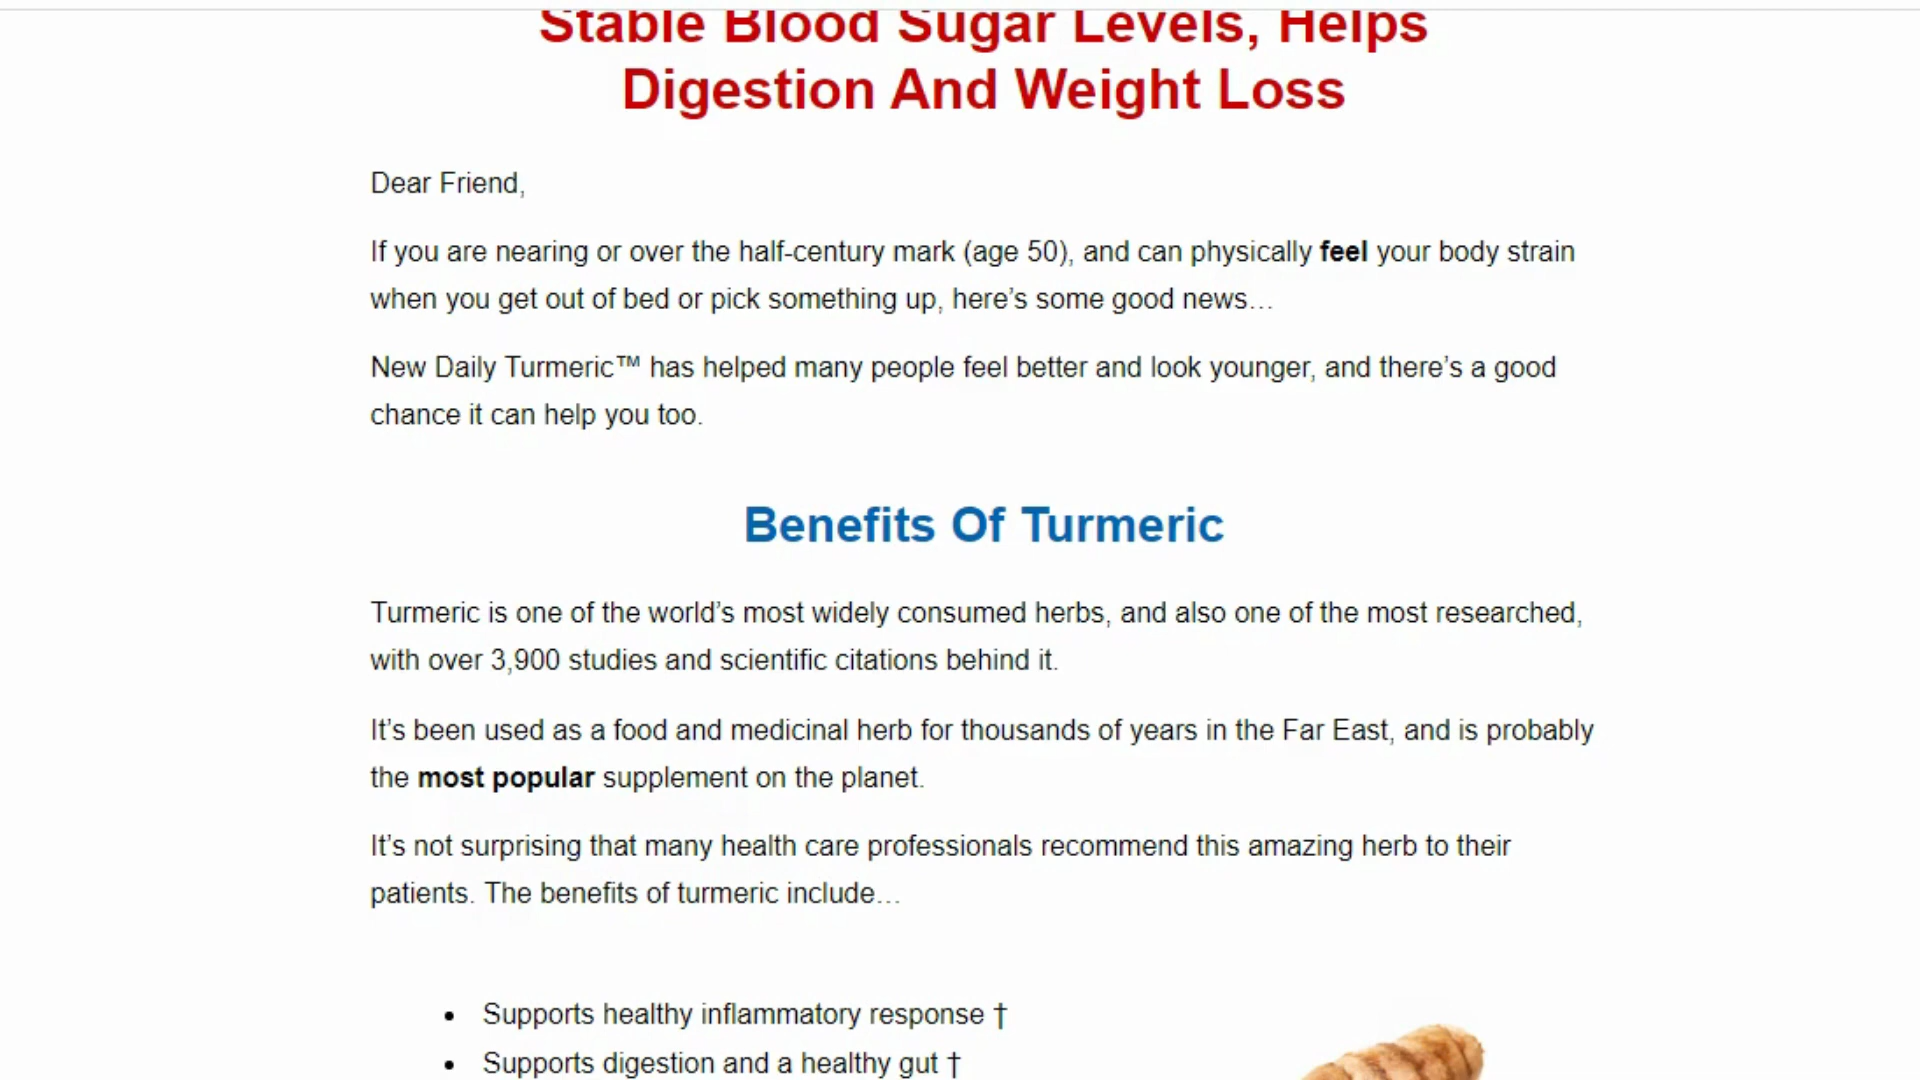 Stable Blood Sugar Levels, Helps
Digestion And Weight Loss
Dear Friend,
If you are nearing or over the half-century mark (age 50), and can physically feel your body strain
when you get out of bed or pick something up, here’s some good news…
New Daily Turmeric™ has helped many people feel better and look younger, and there’s a good
chance it can help you too.
Benefits Of Turmeric
Turmeric is one of the world’s most widely consumed herbs, and also one of the most researched,
with over 3,900 studies and scientific citations behind it.
It’s been used as a food and medicinal herb for thousands of years in the Far East, and is probably
the most popular supplement on the planet.
It’s not surprising that many health care professionals recommend this amazing herb to their
patients. The benefits of turmeric include…
• Supports healthy inflammatory response †
• Supports digestion and a healthy gut †